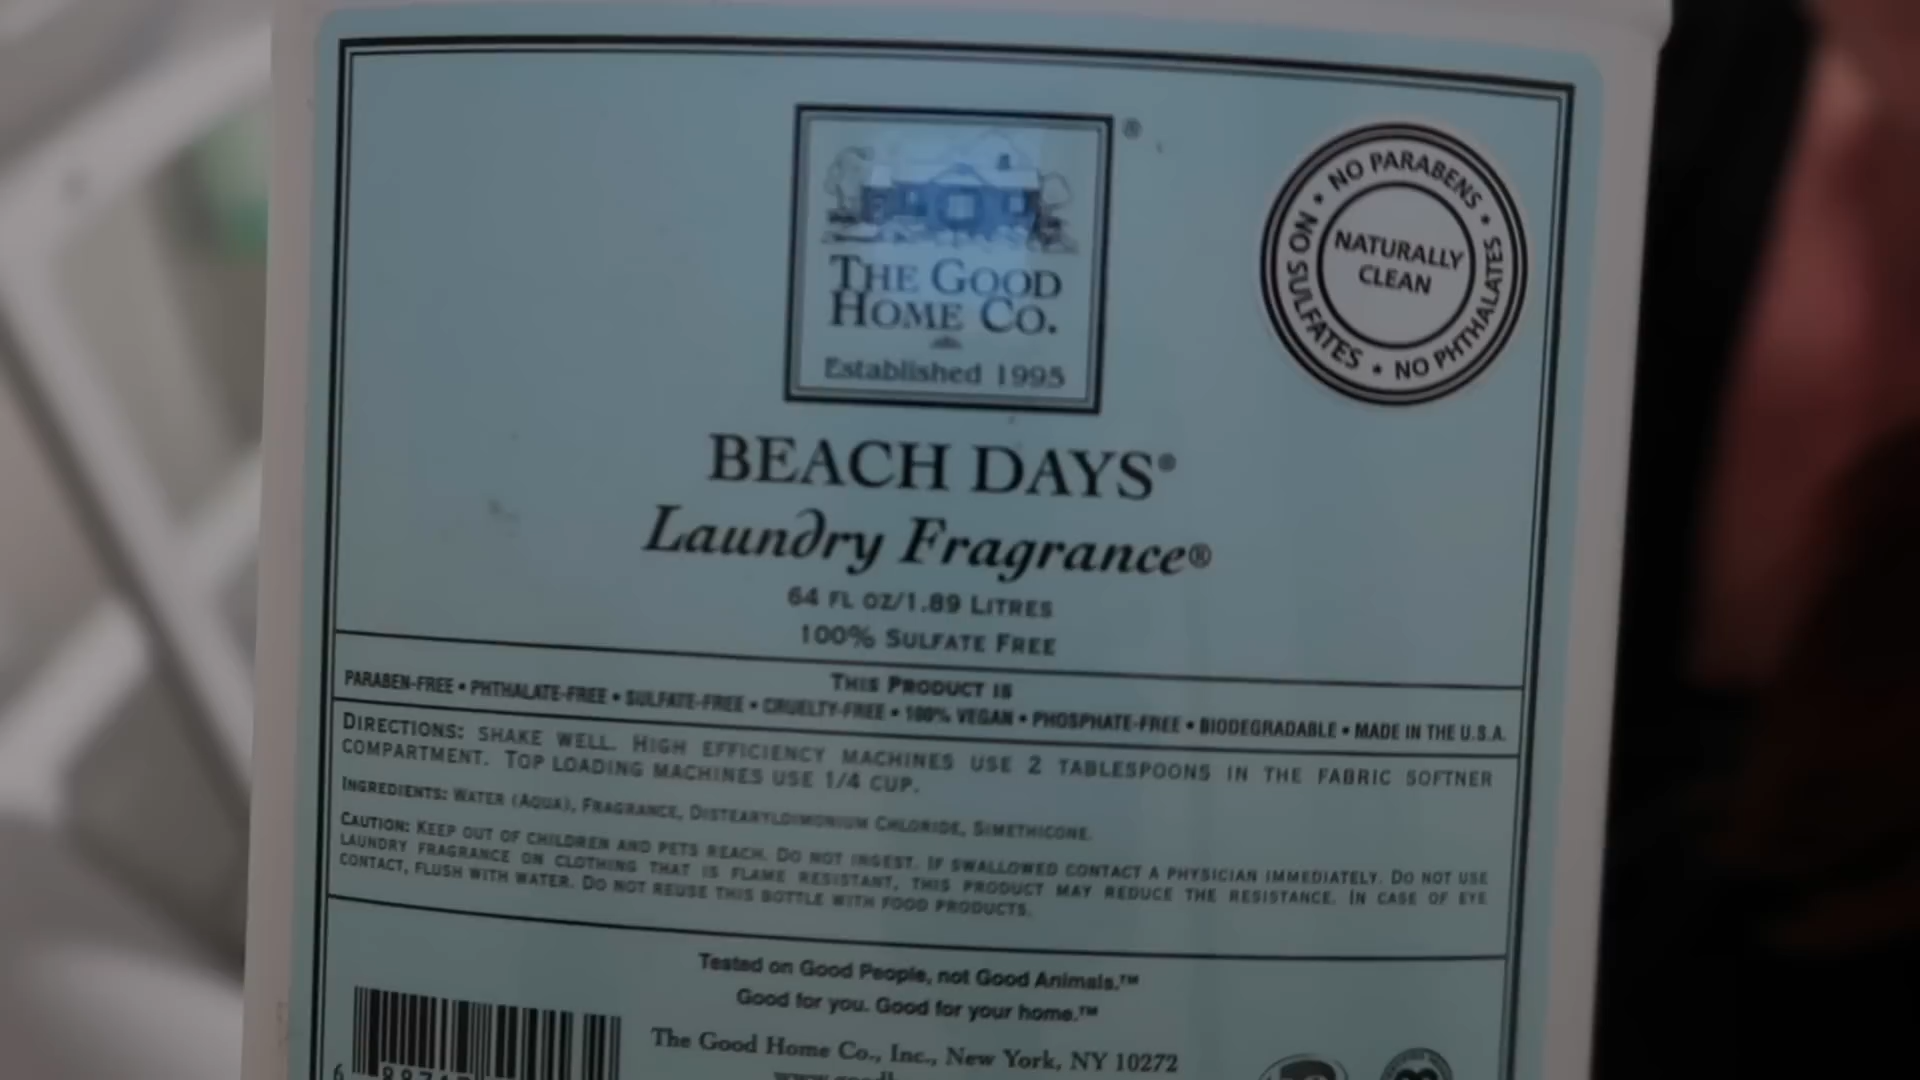 THE GOOD
HOME CO.
®
Established 1995
NO PARABENS • NO PHTHALATES • NO SULFATES •
NATURALLY
CLEAN
BEACH DAYS®
Laundry Fragrance®
64 FL OZ/1.89 LITRES
100% SULFATE FREE
THIS PRODUCT IS
PARABEN-FREE • PHTHALATE-FREE • SULFATE-FREE • CRUELTY-FREE • 100% VEGAN • PHOSPHATE-FREE • BIODEGRADABLE • MADE IN THE U.S.A.
DIRECTIONS: SHAKE WELL. HIGH EFFICIENCY MACHINES USE 2 TABLESPOONS IN THE FABRIC SOFTNER
COMPARTMENT. TOP LOADING MACHINES USE 1/4 CUP.
INGREDIENTS: WATER (AQUA), FRAGRANCE, DISTEARYLDIMONIUM CHLORIDE, SIMETHICONE.
CAUTION: KEEP OUT OF CHILDREN AND PETS REACH. DO NOT INGEST. IF SWALLOWED CONTACT A PHYSICIAN IMMEDIATELY. DO NOT USE
LAUNDRY FRAGRANCE ON CLOTHING THAT IS FLAME RESISTANT, THIS PRODUCT MAY REDUCE THE RESISTANCE. IN CASE OF EYE
CONTACT, FLUSH WITH WATER. DO NOT REUSE THIS BOTTLE WITH FOOD PRODUCTS.
Tested on Good People, not Good Animals.™
Good for you. Good for your home.™
The Good Home Co., Inc., New York, NY 10272